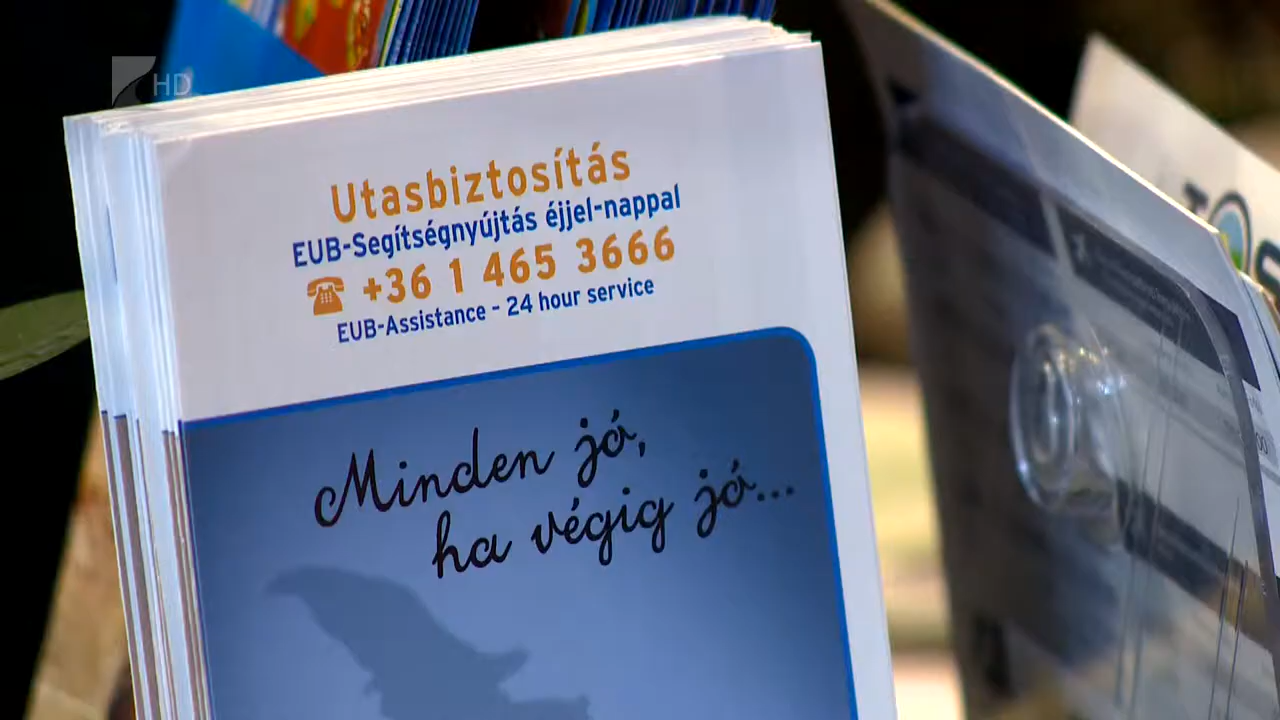 HD
Utasbiztosítás
EUB-Segítségnyújtás éjjel-nappal
+36 1 465 3666
EUB-Assistance - 24 hour service
Minden jó,
ha végig jó...